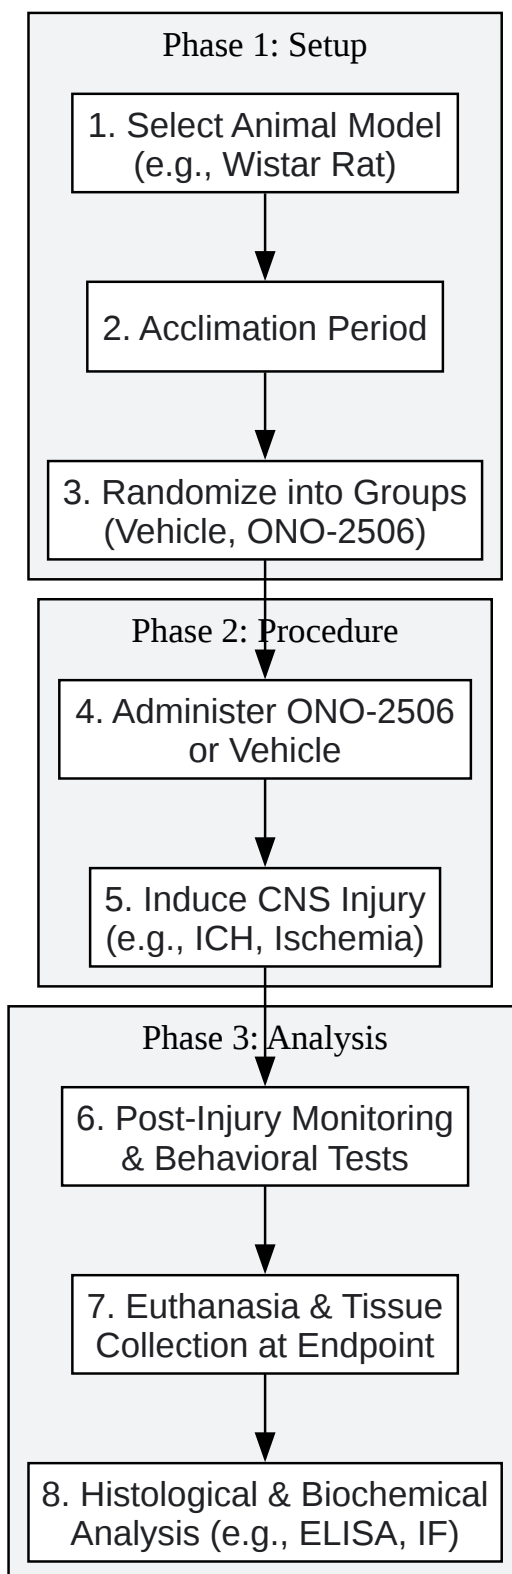 Phase 1: Setup
1. Select Animal Model
(e.g., Wistar Rat)
2. Acclimation Period
3. Randomize into Groups
(Vehicle, ONO-2506)
Phase 2: Procedure
4. Administer ONO-2506
or Vehicle
5. Induce CNS Injury
(e.g., ICH, Ischemia)
Phase 3: Analysis
6. Post-Injury Monitoring
& Behavioral Tests
7. Euthanasia & Tissue
Collection at Endpoint
8. Histological & Biochemical
Analysis (e.g., ELISA, IF)